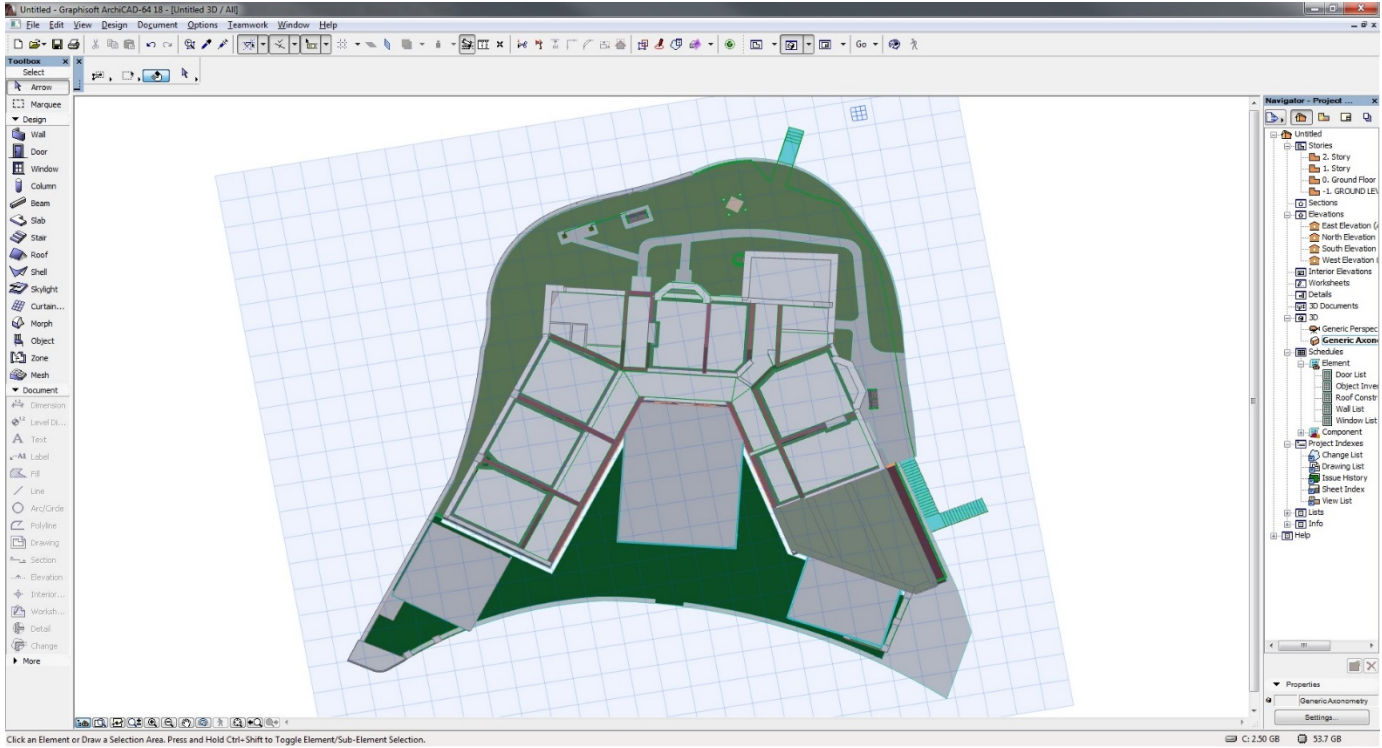 Untitled - Graphisoft ArchiCAD-64 18 - [Untitled 3D / All]
File Edit View Design Document Options Teamwork Window Help
Go
Toolbox
Select
Arrow
Marquee
Design
Wall
Door
Window
Column
Beam
Slab
Stair
Roof
Shell
Skylight
Curtain...
Morph
Object
Zone
Mesh
Document
Dimension
Level Di...
Text
Label
Fill
Line
Arc/Circle
Polyline
Drawing
Section
Elevation
Interior...
Worksh...
Detail
Change
More
Navigator - Project ...
Untitled
Stories
2. Story
1. Story
0. Ground Floor
-1. GROUND LEV
Sections
Elevations
East Elevation (
North Elevation
South Elevation
West Elevation (
Interior Elevations
Worksheets
Details
3D Documents
3D
Generic Perspec
Generic Axon
Schedules
Element
Door List
Object Inve
Roof Constr
Wall List
Window List
Component
Project Indexes
Change List
Drawing List
Issue History
Sheet Index
View List
Lists
Info
Help
Properties
Generic Axonometry
Settings...
Click an Element or Draw a Selection Area. Press and Hold Ctrl+Shift to Toggle Element/Sub-Element Selection.
C: 2.50 GB 53.7 GB